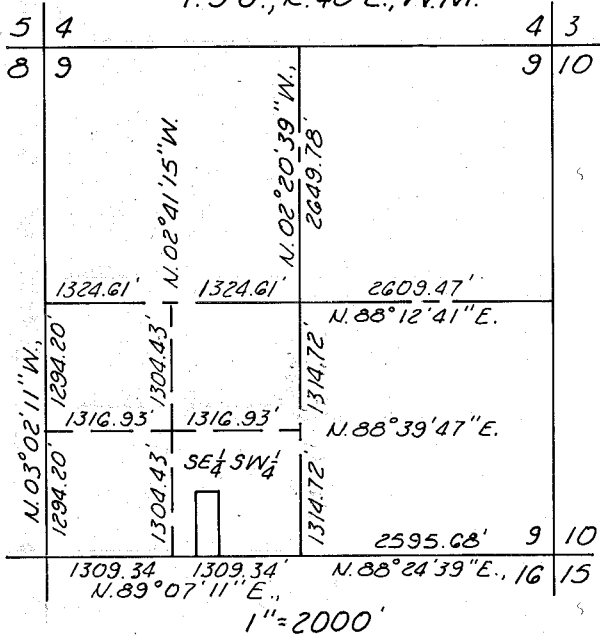 T. 3 S., R. 40 E., W.M.
5 4
4 3
8 9
9 10
N.02°41'15"W.
N.02°20'39"W.,
2649.78'
1324.61'
1324.61'
2609.47'
N.88°12'41"E.
N.03°02'11"W.,
1294.20'
1304.43'
1314.72'
1316.93'
1316.93'
N.88°39'47"E.
SE¼ SW¼
1294.20'
1304.43'
1314.72'
2595.68'
9 10
1309.34
1309.34'
N.88°24'39"E.,
16 15
N.89°07'11"E.,
1"=2000'